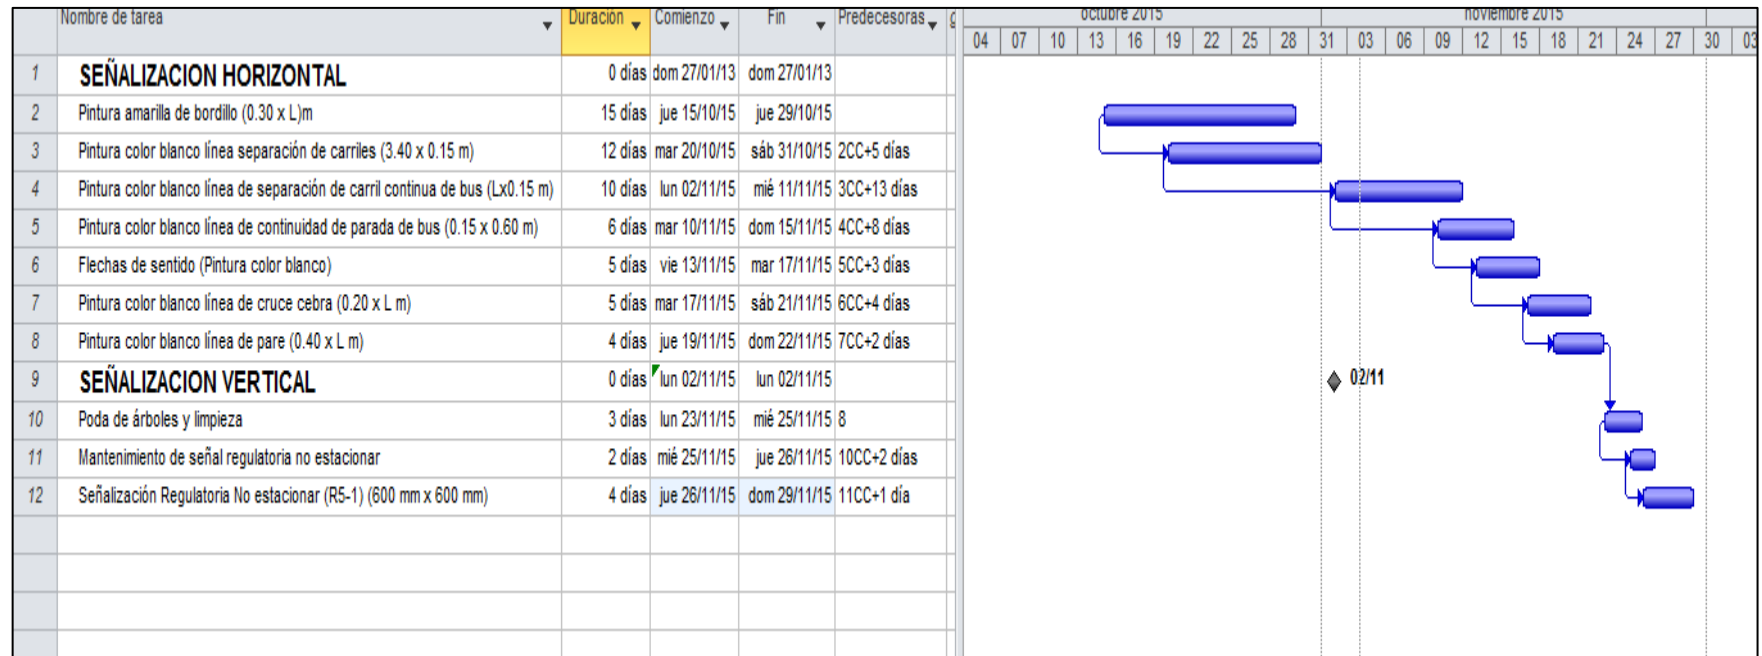 Nombre de tarea Duración Comienzo Fin Predecesoras
octubre 2015 noviembre 2015
04 07 10 13 16 19 22 25 28 31 03 06 09 12 15 18 21 24 27 30 03
1 SEÑALIZACION HORIZONTAL 0 días dom 27/01/13 dom 27/01/13
2 Pintura amarilla de bordillo (0.30 x L)m 15 días jue 15/10/15 jue 29/10/15
3 Pintura color blanco línea separación de carriles (3.40 x 0.15 m) 12 días mar 20/10/15 sáb 31/10/15 2CC+5 días
4 Pintura color blanco línea de separación de carril continua de bus (Lx0.15 m) 10 días lun 02/11/15 mié 11/11/15 3CC+13 días
5 Pintura color blanco línea de continuidad de parada de bus (0.15 x 0.60 m) 6 días mar 10/11/15 dom 15/11/15 4CC+8 días
6 Flechas de sentido (Pintura color blanco) 5 días vie 13/11/15 mar 17/11/15 5CC+3 días
7 Pintura color blanco línea de cruce cebra (0.20 x L m) 5 días mar 17/11/15 sáb 21/11/15 6CC+4 días
8 Pintura color blanco línea de pare (0.40 x L m) 4 días jue 19/11/15 dom 22/11/15 7CC+2 días
9 SEÑALIZACION VERTICAL 0 días lun 02/11/15 lun 02/11/15 02/11
10 Poda de árboles y limpieza 3 días lun 23/11/15 mié 25/11/15 8
11 Mantenimiento de señal regulatoria no estacionar 2 días mié 25/11/15 jue 26/11/15 10CC+2 días
12 Señalización Regulatoria No estacionar (R5-1) (600 mm x 600 mm) 4 días jue 26/11/15 dom 29/11/15 11CC+1 día